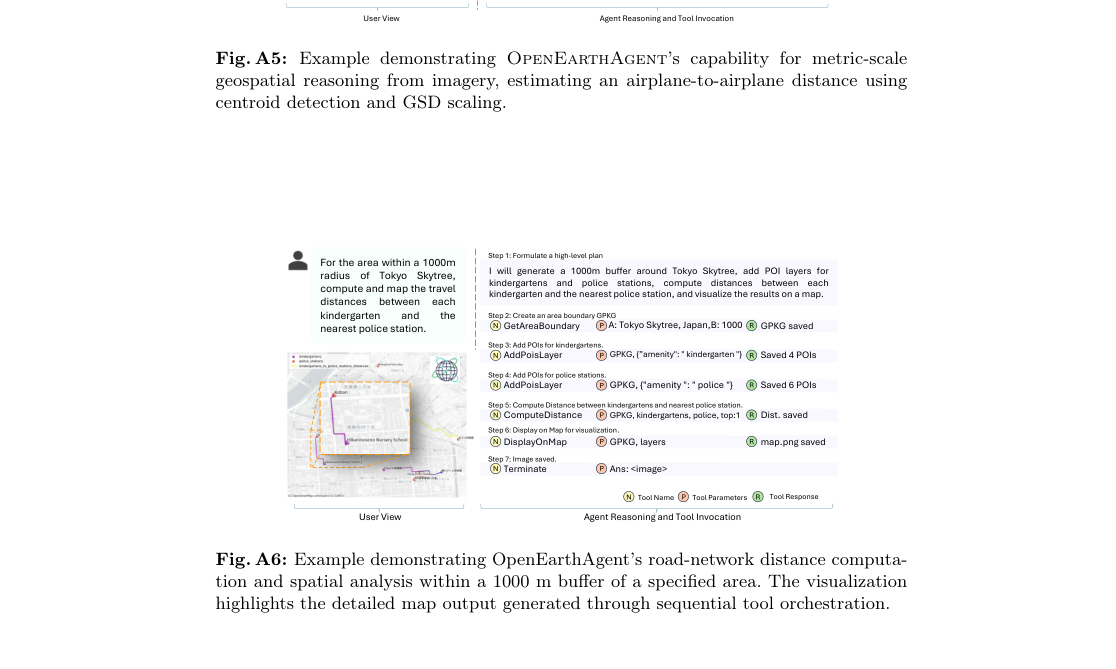 User View
Agent Reasoning and Tool Invocation
Fig. A5: Example demonstrating OPENEARTHAGENT's capability for metric-scale
geospatial reasoning from imagery, estimating an airplane-to-airplane distance using
centroid detection and GSD scaling.
For the area within a 1000m
radius of Tokyo Skytree,
compute and map the travel
distances between each
kindergarten and the
nearest police station.
kindergartens
police_stations
kindergartens_to_police_stations_distances
Koban
Hikarinosono Nursery School
User View
Step 1: Formulate a high-level plan
I will generate a 1000m buffer around Tokyo Skytree, add POI layers for
kindergartens and police stations, compute distances between each
kindergarten and the nearest police station, and visualize the results on a map.
Step 2: Create an area boundary GPKG
N GetAreaBoundary P A: Tokyo Skytree, Japan,B: 1000 R GPKG saved
Step 3: Add POIs for kindergartens.
N AddPoisLayer P GPKG, {"amenity": " kindergarten "} R Saved 4 POIs
Step 4: Add POIs for police stations.
N AddPoisLayer P GPKG, {"amenity ": " police "} R Saved 6 POIs
Step 5: Compute Distance between kindergartens and nearest police station.
N ComputeDistance P GPKG, kindergartens, police, top:1 R Dist. saved
Step 6: Display on Map for visualization.
N DisplayOnMap P GPKG, layers R map.png saved
Step 7: Image saved.
N Terminate P Ans: <image>
N Tool Name P Tool Parameters R Tool Response
Agent Reasoning and Tool Invocation
Fig. A6: Example demonstrating OpenEarthAgent's road-network distance computa-
tion and spatial analysis within a 1000 m buffer of a specified area. The visualization
highlights the detailed map output generated through sequential tool orchestration.